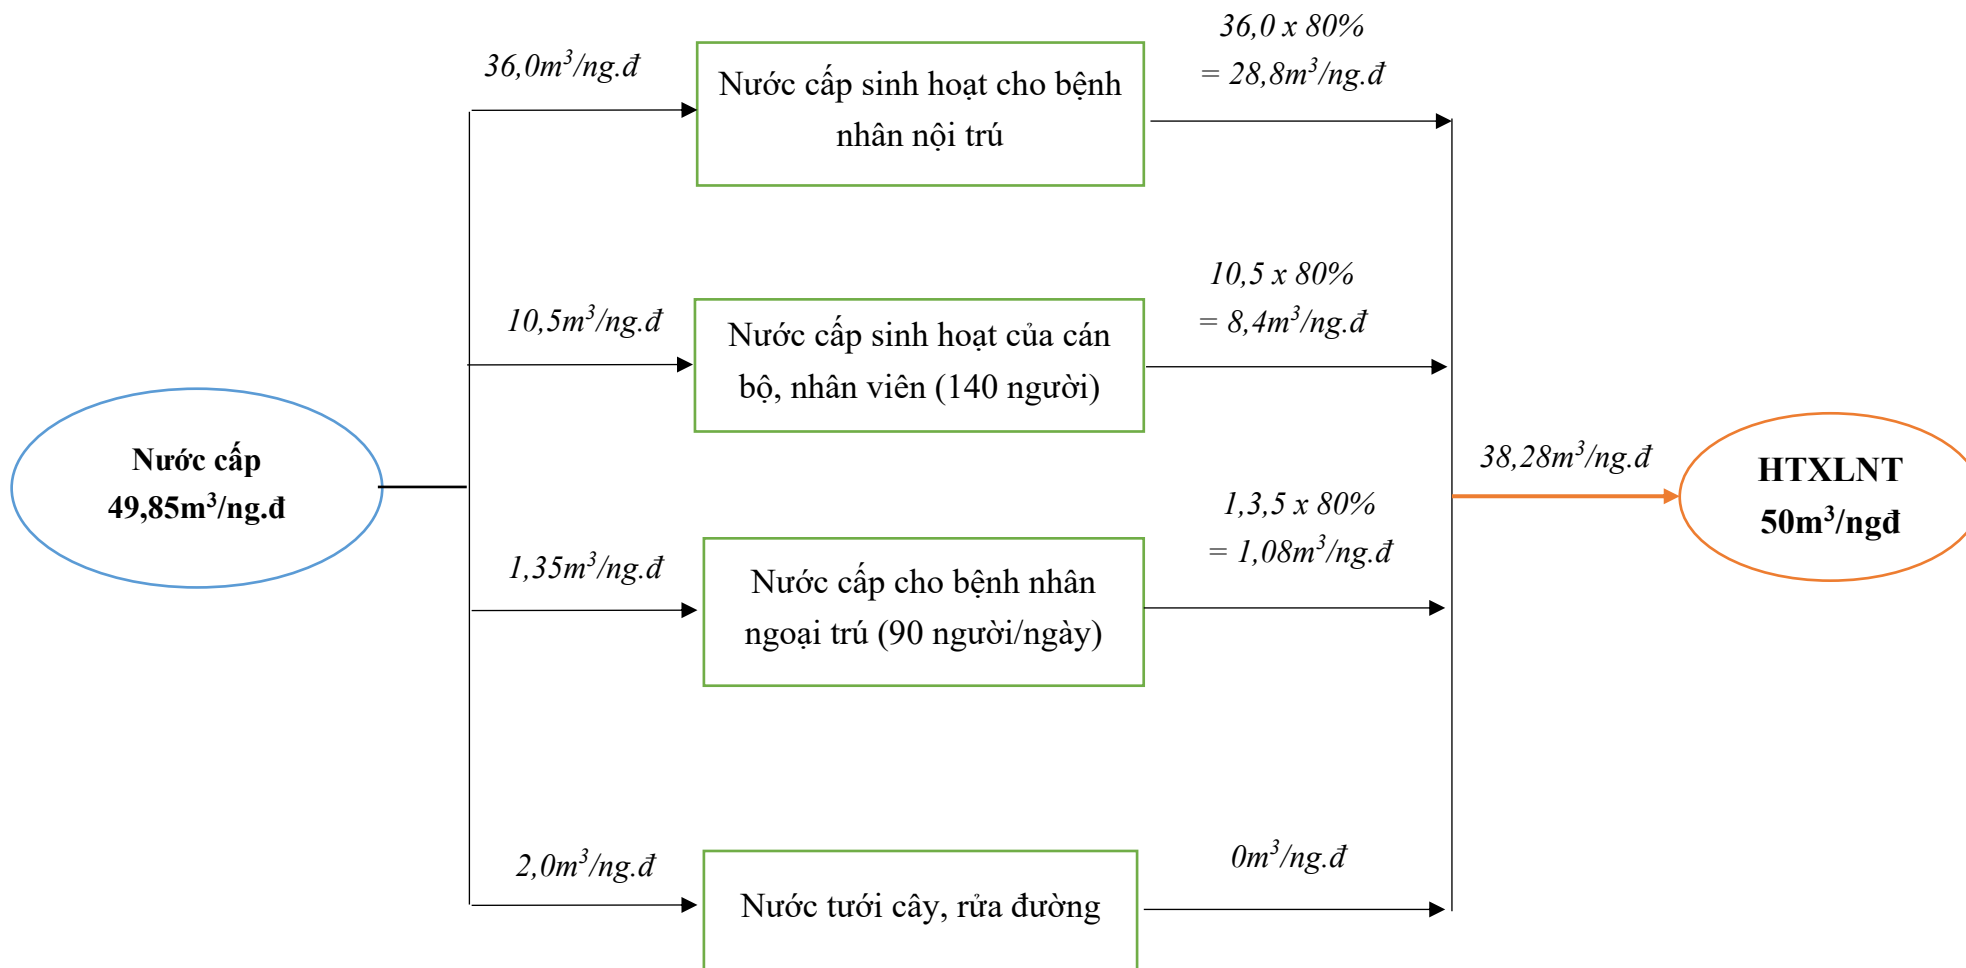 36,0m³/ng.đ
Nước cấp sinh hoạt cho bệnh
nhân nội trú
36,0 x 80%
= 28,8m³/ng.đ
10,5m³/ng.đ
Nước cấp sinh hoạt của cán
bộ, nhân viên (140 người)
10,5 x 80%
= 8,4m³/ng.đ
Nước cấp
49,85m³/ng.đ
38,28m³/ng.đ
HTXLNT
50m³/ngđ
1,35m³/ng.đ
Nước cấp cho bệnh nhân
ngoại trú (90 người/ngày)
1,3,5 x 80%
= 1,08m³/ng.đ
2,0m³/ng.đ
Nước tưới cây, rửa đường
0m³/ng.đ